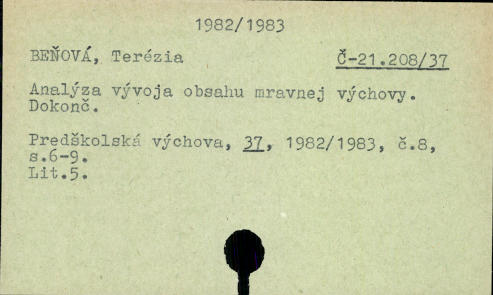 1982/1983
BEŇOVÁ, Terézia Č-21.208/37
Analýza vývoja obsahu mravnej výchovy.
Dokonč.
Predškolská výchova, 37, 1982/1983, č.8,
s.6-9.
Lit.5.